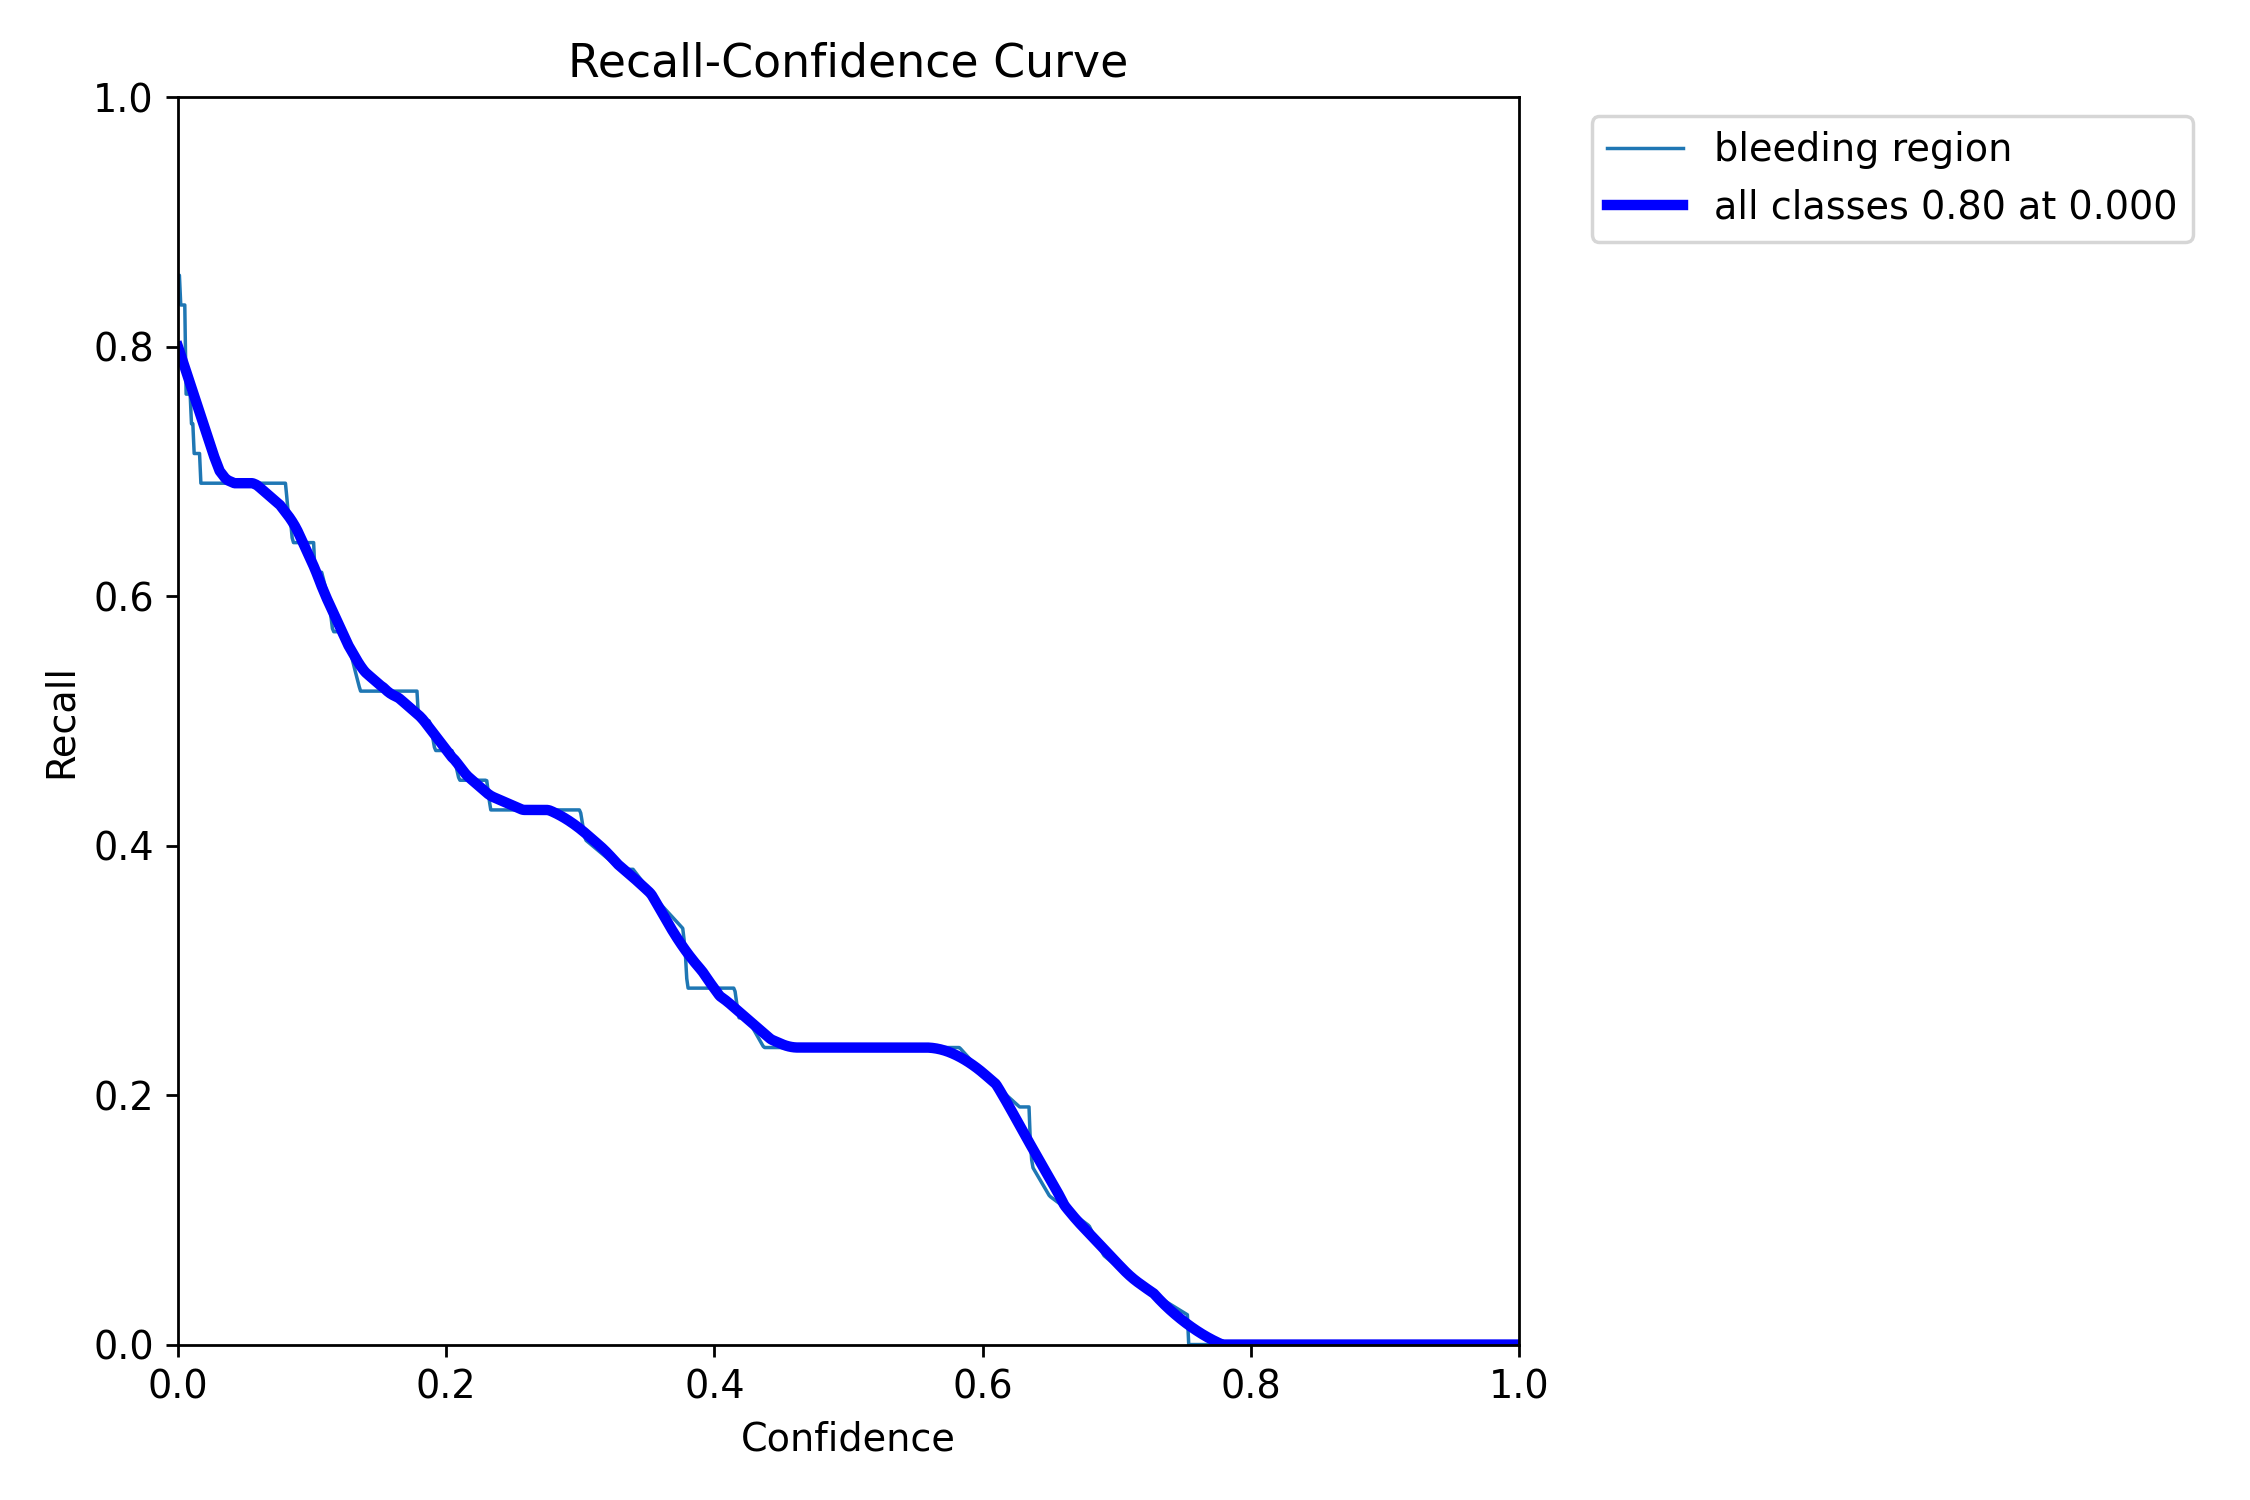 Recall-Confidence Curve
1.0
0.8
0.6
0.4
0.2
0.0
Recall
0.0 0.2 0.4 0.6 0.8 1.0
Confidence
bleeding region
all classes 0.80 at 0.000